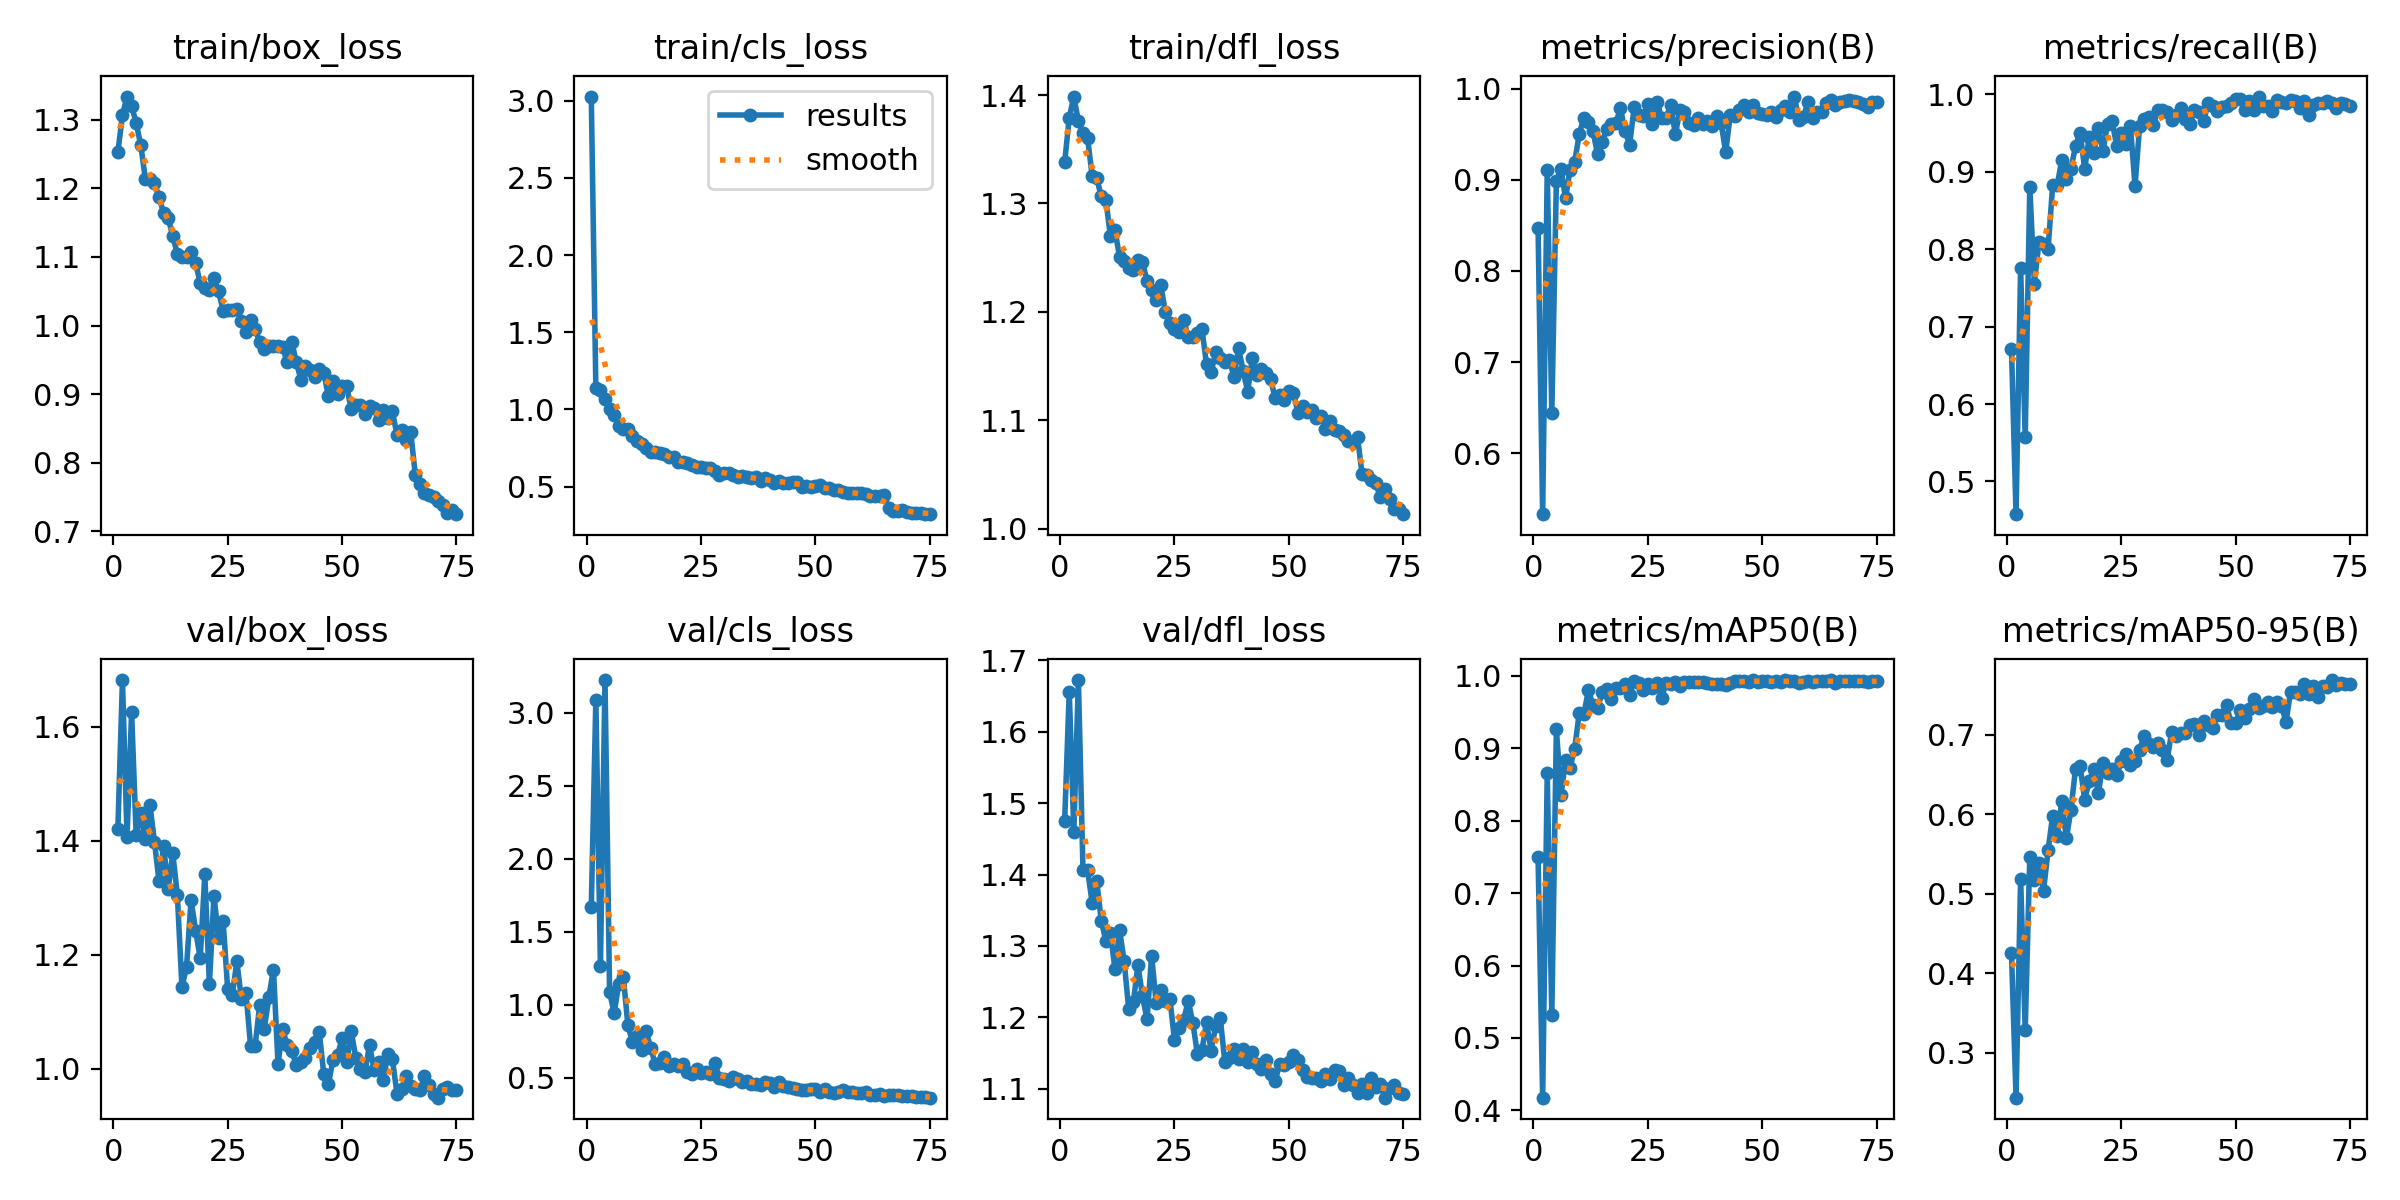 train/box_loss
1.3
1.2
1.1
1.0
0.9
0.8
0.7
0 25 50 75
train/cls_loss
results
smooth
3.0
2.5
2.0
1.5
1.0
0.5
0 25 50 75
train/dfl_loss
1.4
1.3
1.2
1.1
1.0
0 25 50 75
metrics/precision(B)
1.0
0.9
0.8
0.7
0.6
0 25 50 75
metrics/recall(B)
1.0
0.9
0.8
0.7
0.6
0.5
0 25 50 75
val/box_loss
1.6
1.4
1.2
1.0
0 25 50 75
val/cls_loss
3.0
2.5
2.0
1.5
1.0
0.5
0 25 50 75
val/dfl_loss
1.7
1.6
1.5
1.4
1.3
1.2
1.1
0 25 50 75
metrics/mAP50(B)
1.0
0.9
0.8
0.7
0.6
0.5
0.4
0 25 50 75
metrics/mAP50-95(B)
0.7
0.6
0.5
0.4
0.3
0 25 50 75